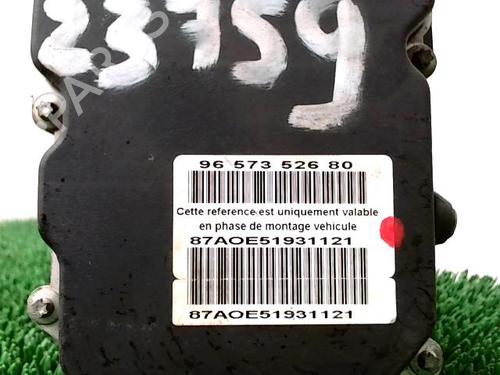 23759
96 573 526 80
Cette reference.est uniquement valable
en phase de montage vehicule
87AOE51931121
87AOE51931121